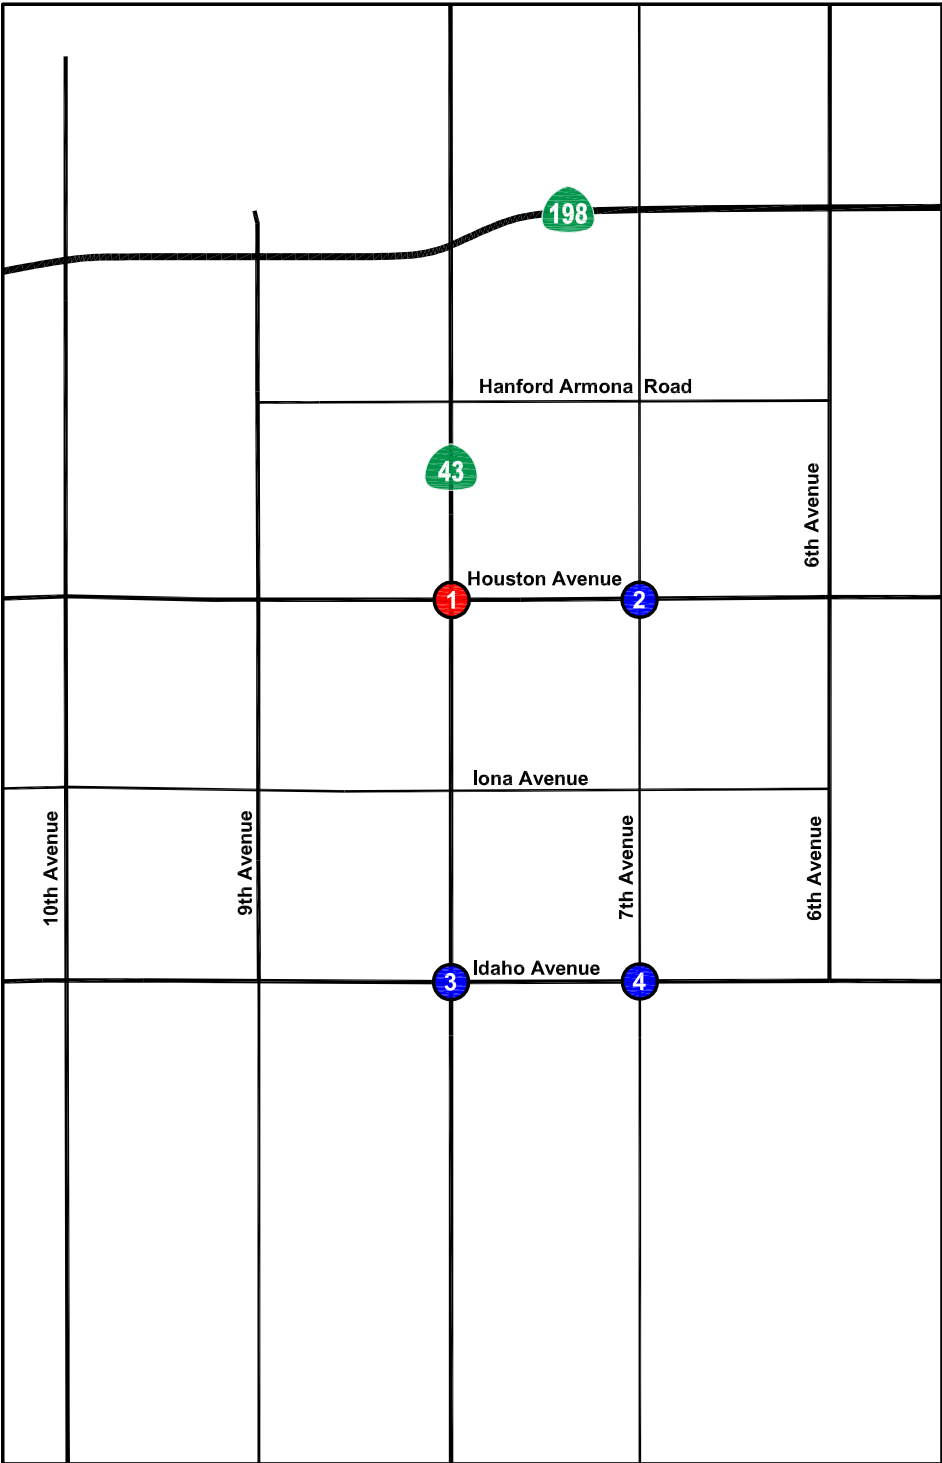 198
Hanford Armona Road
43
6th Avenue
Houston Avenue
1
2
Iona Avenue
10th Avenue
9th Avenue
7th Avenue
6th Avenue
Idaho Avenue
3
4